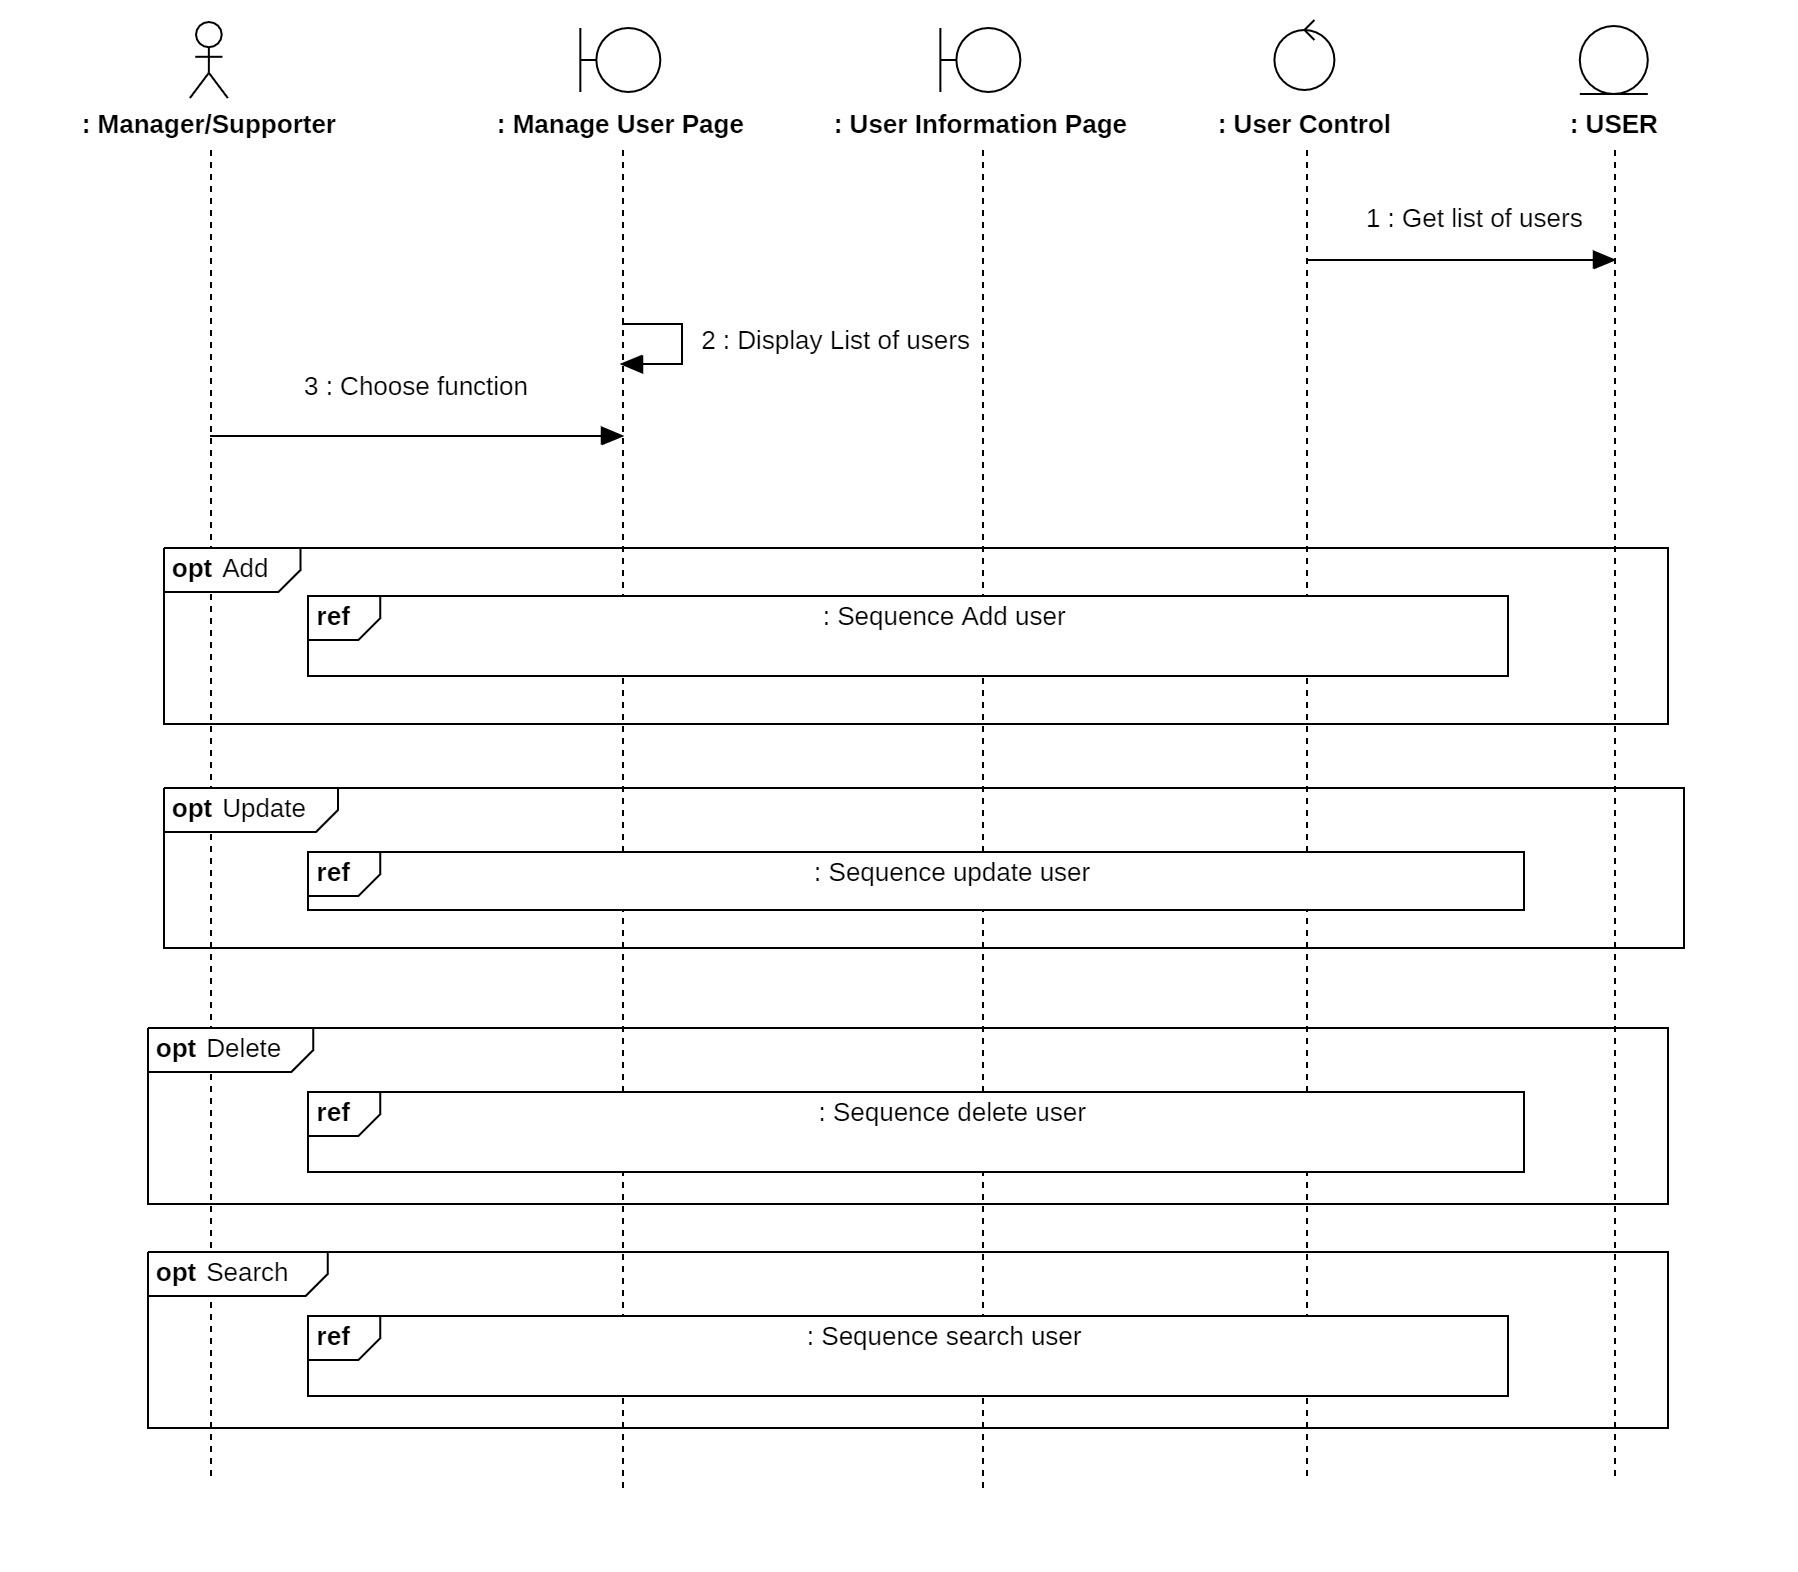 : Manager/Supporter
: Manage User Page
: User Information Page
: User Control
: USER
1 : Get list of users
2 : Display List of users
3 : Choose function
opt Add
ref
: Sequence Add user
opt Update
ref
: Sequence update user
opt Delete
ref
: Sequence delete user
opt Search
ref
: Sequence search user